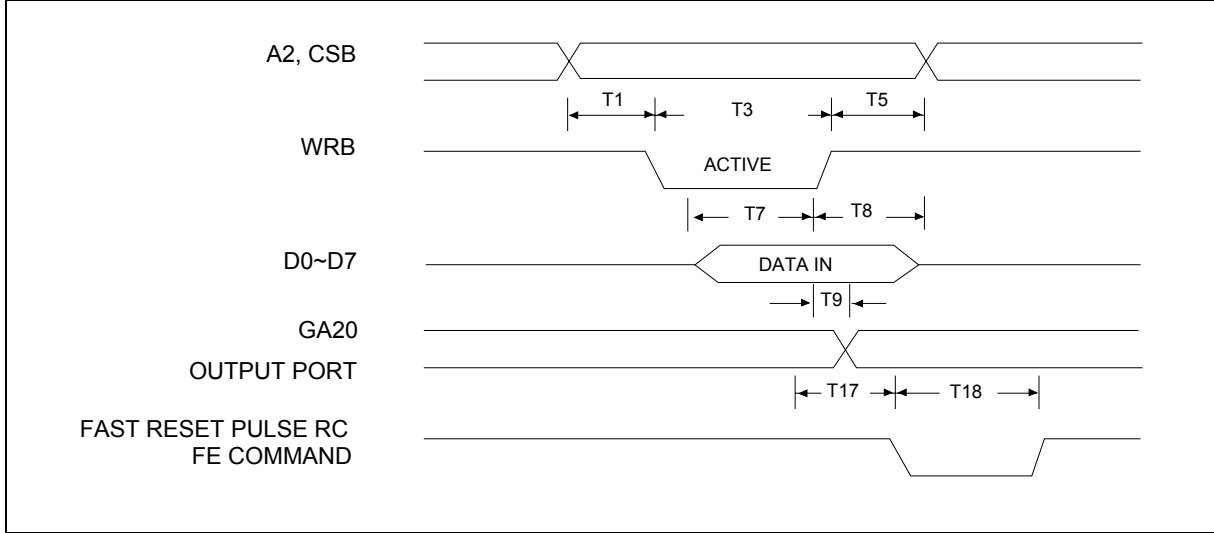 A2, CSB
T1
T3
T5
WRB
ACTIVE
T7
T8
D0~D7
DATA IN
T9
GA20
OUTPUT PORT
T17
T18
FAST RESET PULSE RC
FE COMMAND